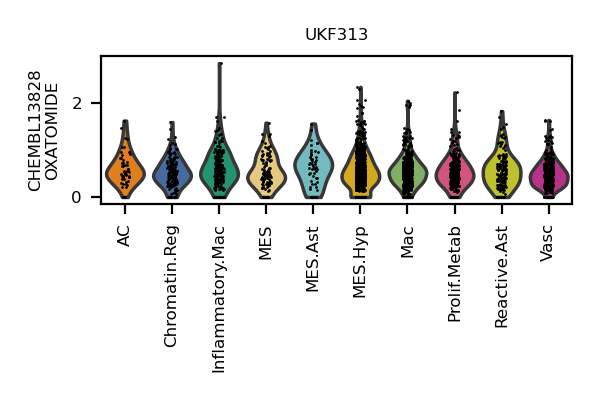 UKF313
CHEMBL13828
OXATOMIDE
2
0
AC
Chromatin.Reg
Inflammatory.Mac
MES
MES.Ast
MES.Hyp
Mac
Prolif.Metab
Reactive.Ast
Vasc